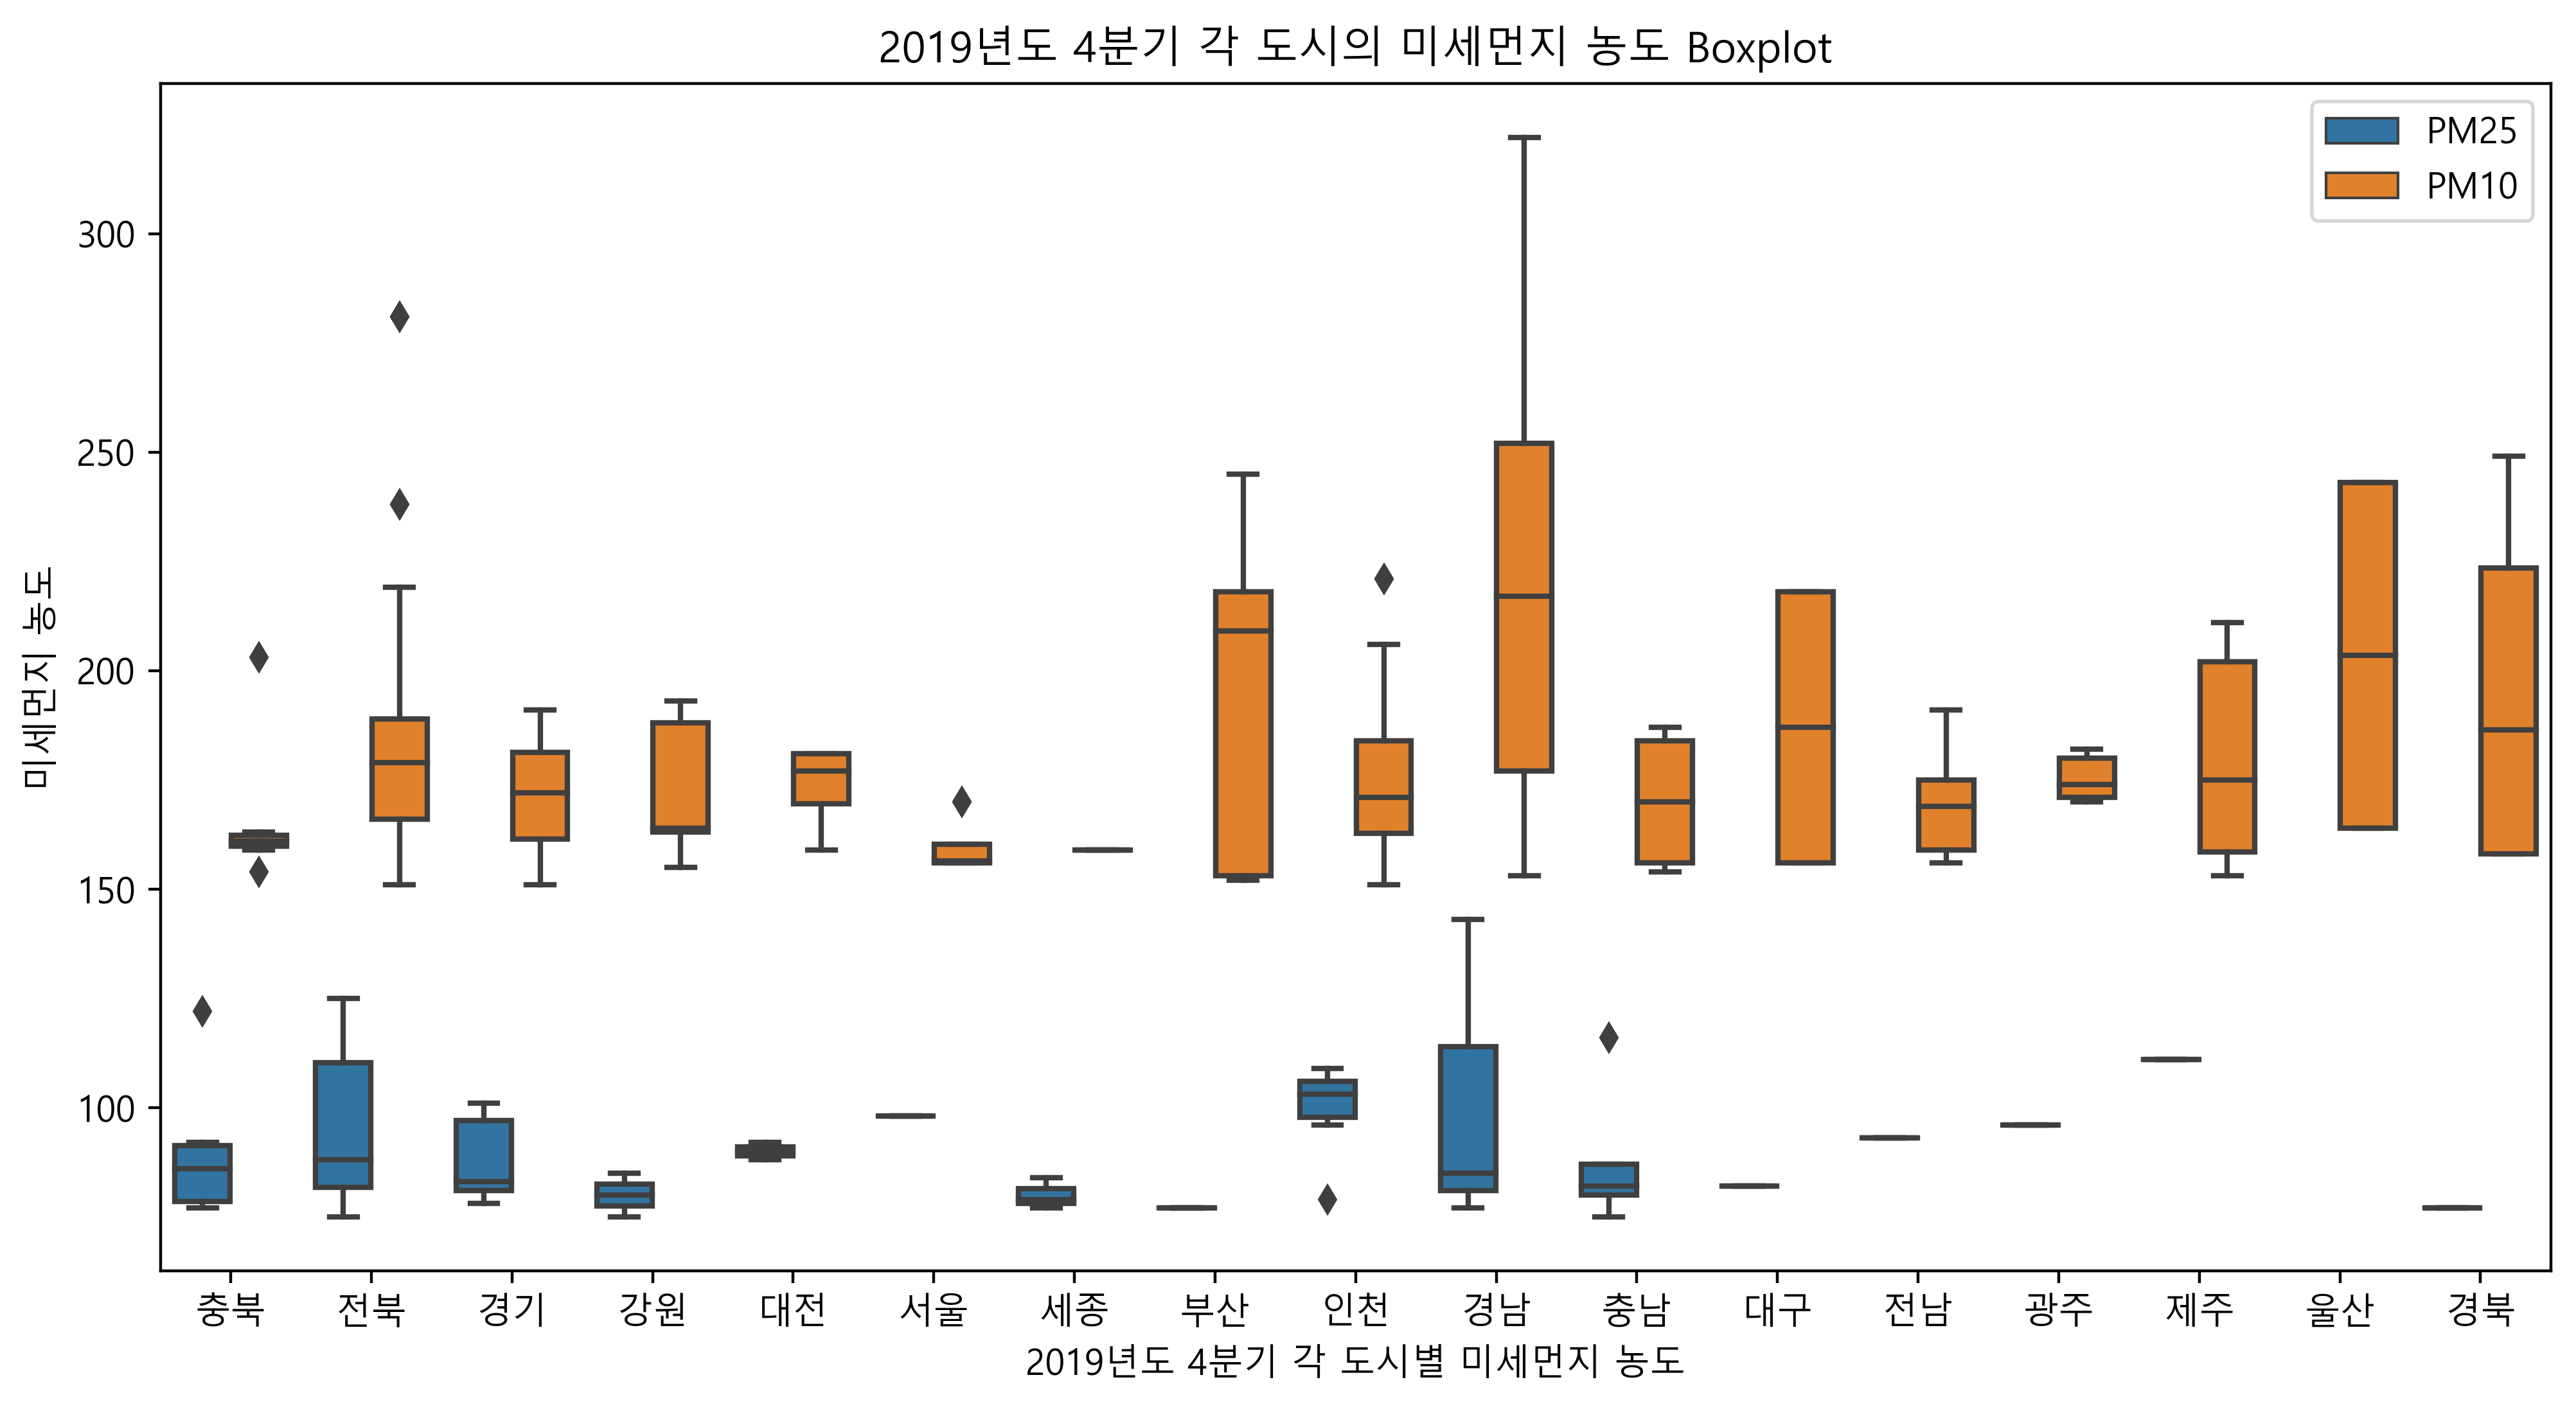 2019년도 4분기 각 도시의 미세먼지 농도 Boxplot
PM25
PM10
미세먼지 농도
300
250
200
150
100
충북 전북 경기 강원 대전 서울 세종 부산 인천 경남 충남 대구 전남 광주 제주 울산 경북
2019년도 4분기 각 도시별 미세먼지 농도